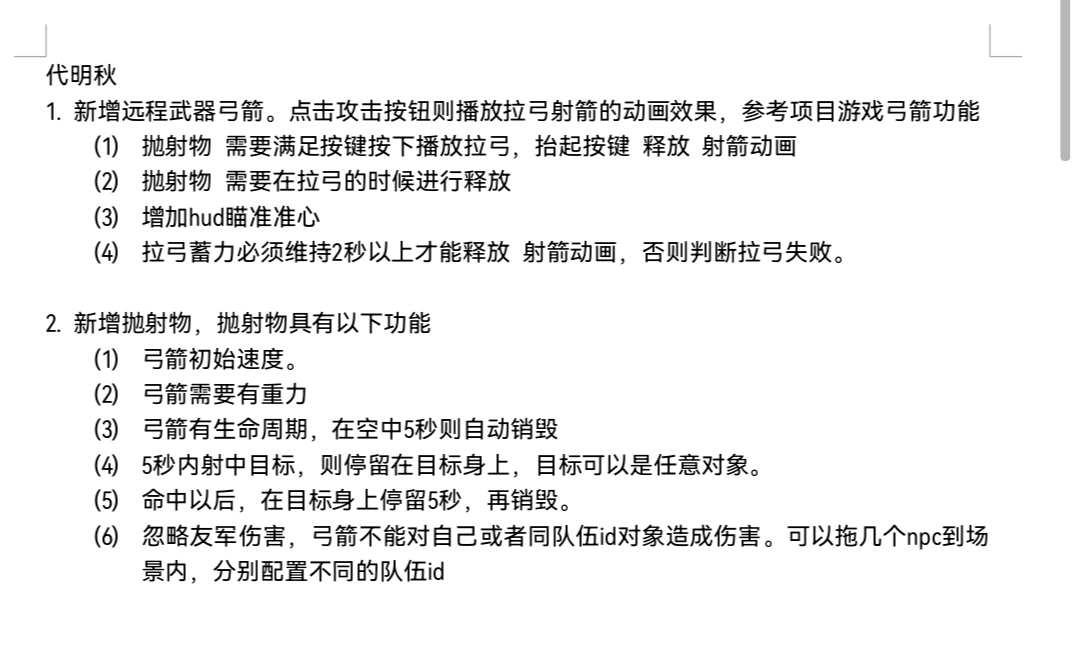 代明秋
1. 新增远程武器弓箭。点击攻击按钮则播放拉弓射箭的动画效果，参考项目游戏弓箭功能
(1) 抛射物 需要满足按键按下播放拉弓，抬起按键 释放 射箭动画
(2) 抛射物 需要在拉弓的时候进行释放
(3) 增加hud瞄准准心
(4) 拉弓蓄力必须维持2秒以上才能释放 射箭动画，否则判断拉弓失败。
2. 新增抛射物，抛射物具有以下功能
(1) 弓箭初始速度。
(2) 弓箭需要有重力
(3) 弓箭有生命周期，在空中5秒则自动销毁
(4) 5秒内射中目标，则停留在目标身上，目标可以是任意对象。
(5) 命中以后，在目标身上停留5秒，再销毁。
(6) 忽略友军伤害，弓箭不能对自己或者同队伍id对象造成伤害。可以拖几个npc到场
景内，分别配置不同的队伍id